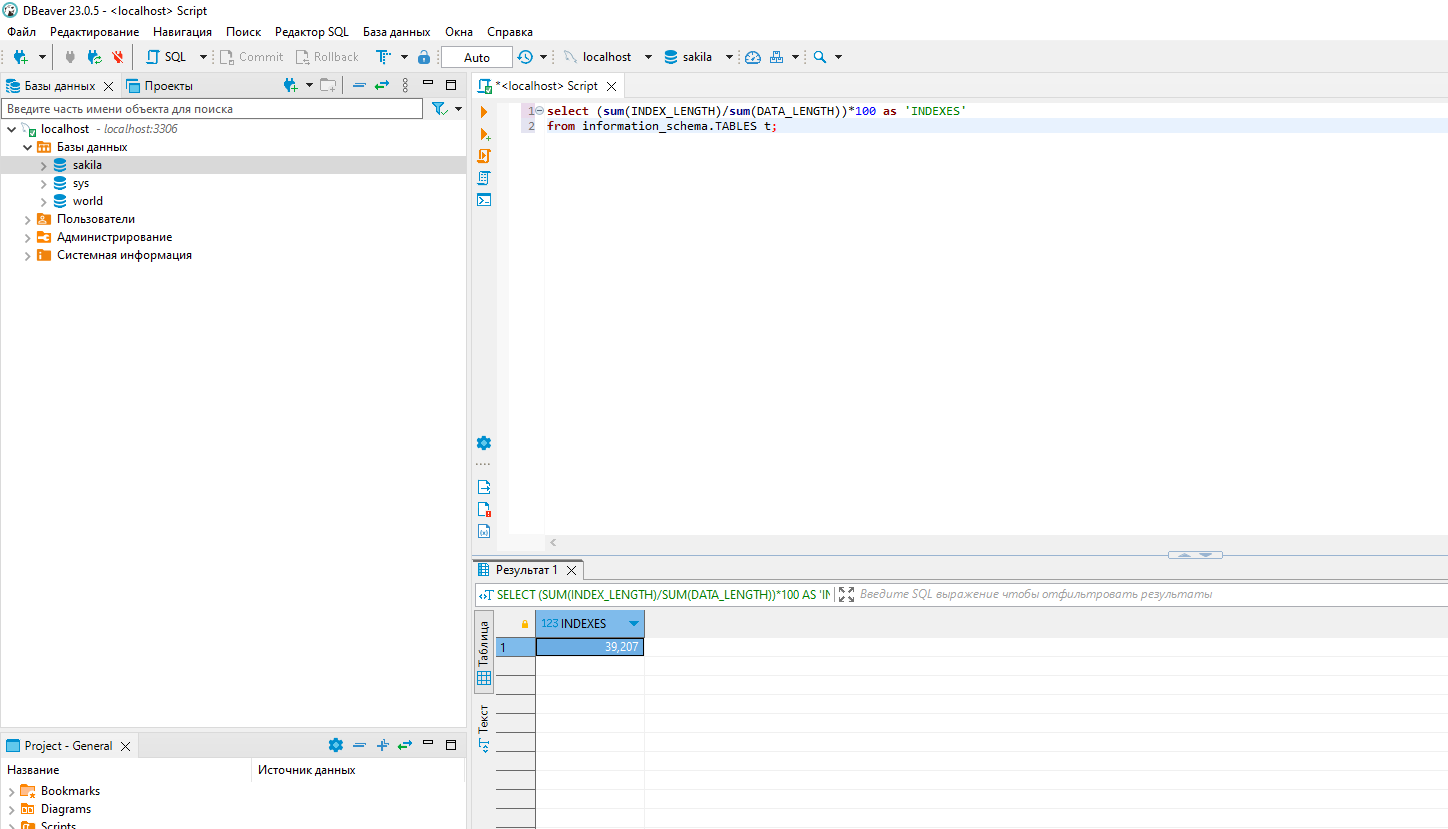 DBeaver 23.0.5 - <localhost> Script
Файл Редактирование Навигация Поиск Редактор SQL База данных Окна Справка
SQL Commit Rollback Auto localhost sakila
Базы данных Проекты
Введите часть имени объекта для поиска
localhost - localhost:3306
Базы данных
sakila
sys
world
Пользователи
Администрирование
Системная информация
*<localhost> Script
1 select (sum(INDEX_LENGTH)/sum(DATA_LENGTH))*100 as 'INDEXES'
2 from information_schema.TABLES t;
Результат 1
SELECT (SUM(INDEX_LENGTH)/SUM(DATA_LENGTH))*100 AS 'IN
Введите SQL выражение чтобы отфильтровать результаты
Таблица
Текст
123 INDEXES
1 39,207
Project - General
Название Источник данных
Bookmarks
Diagrams
Scripts